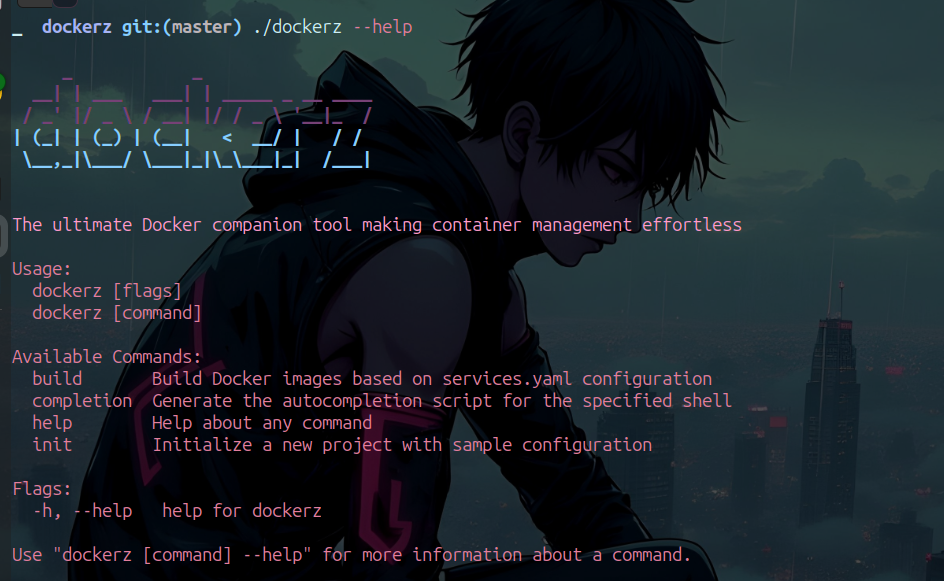 _ dockerz git:(master) ./dockerz --help
dockerz
The ultimate Docker companion tool making container management effortless
Usage:
dockerz [flags]
dockerz [command]
Available Commands:
build Build Docker images based on services.yaml configuration
completion Generate the autocompletion script for the specified shell
help Help about any command
init Initialize a new project with sample configuration
Flags:
-h, --help help for dockerz
Use "dockerz [command] --help" for more information about a command.